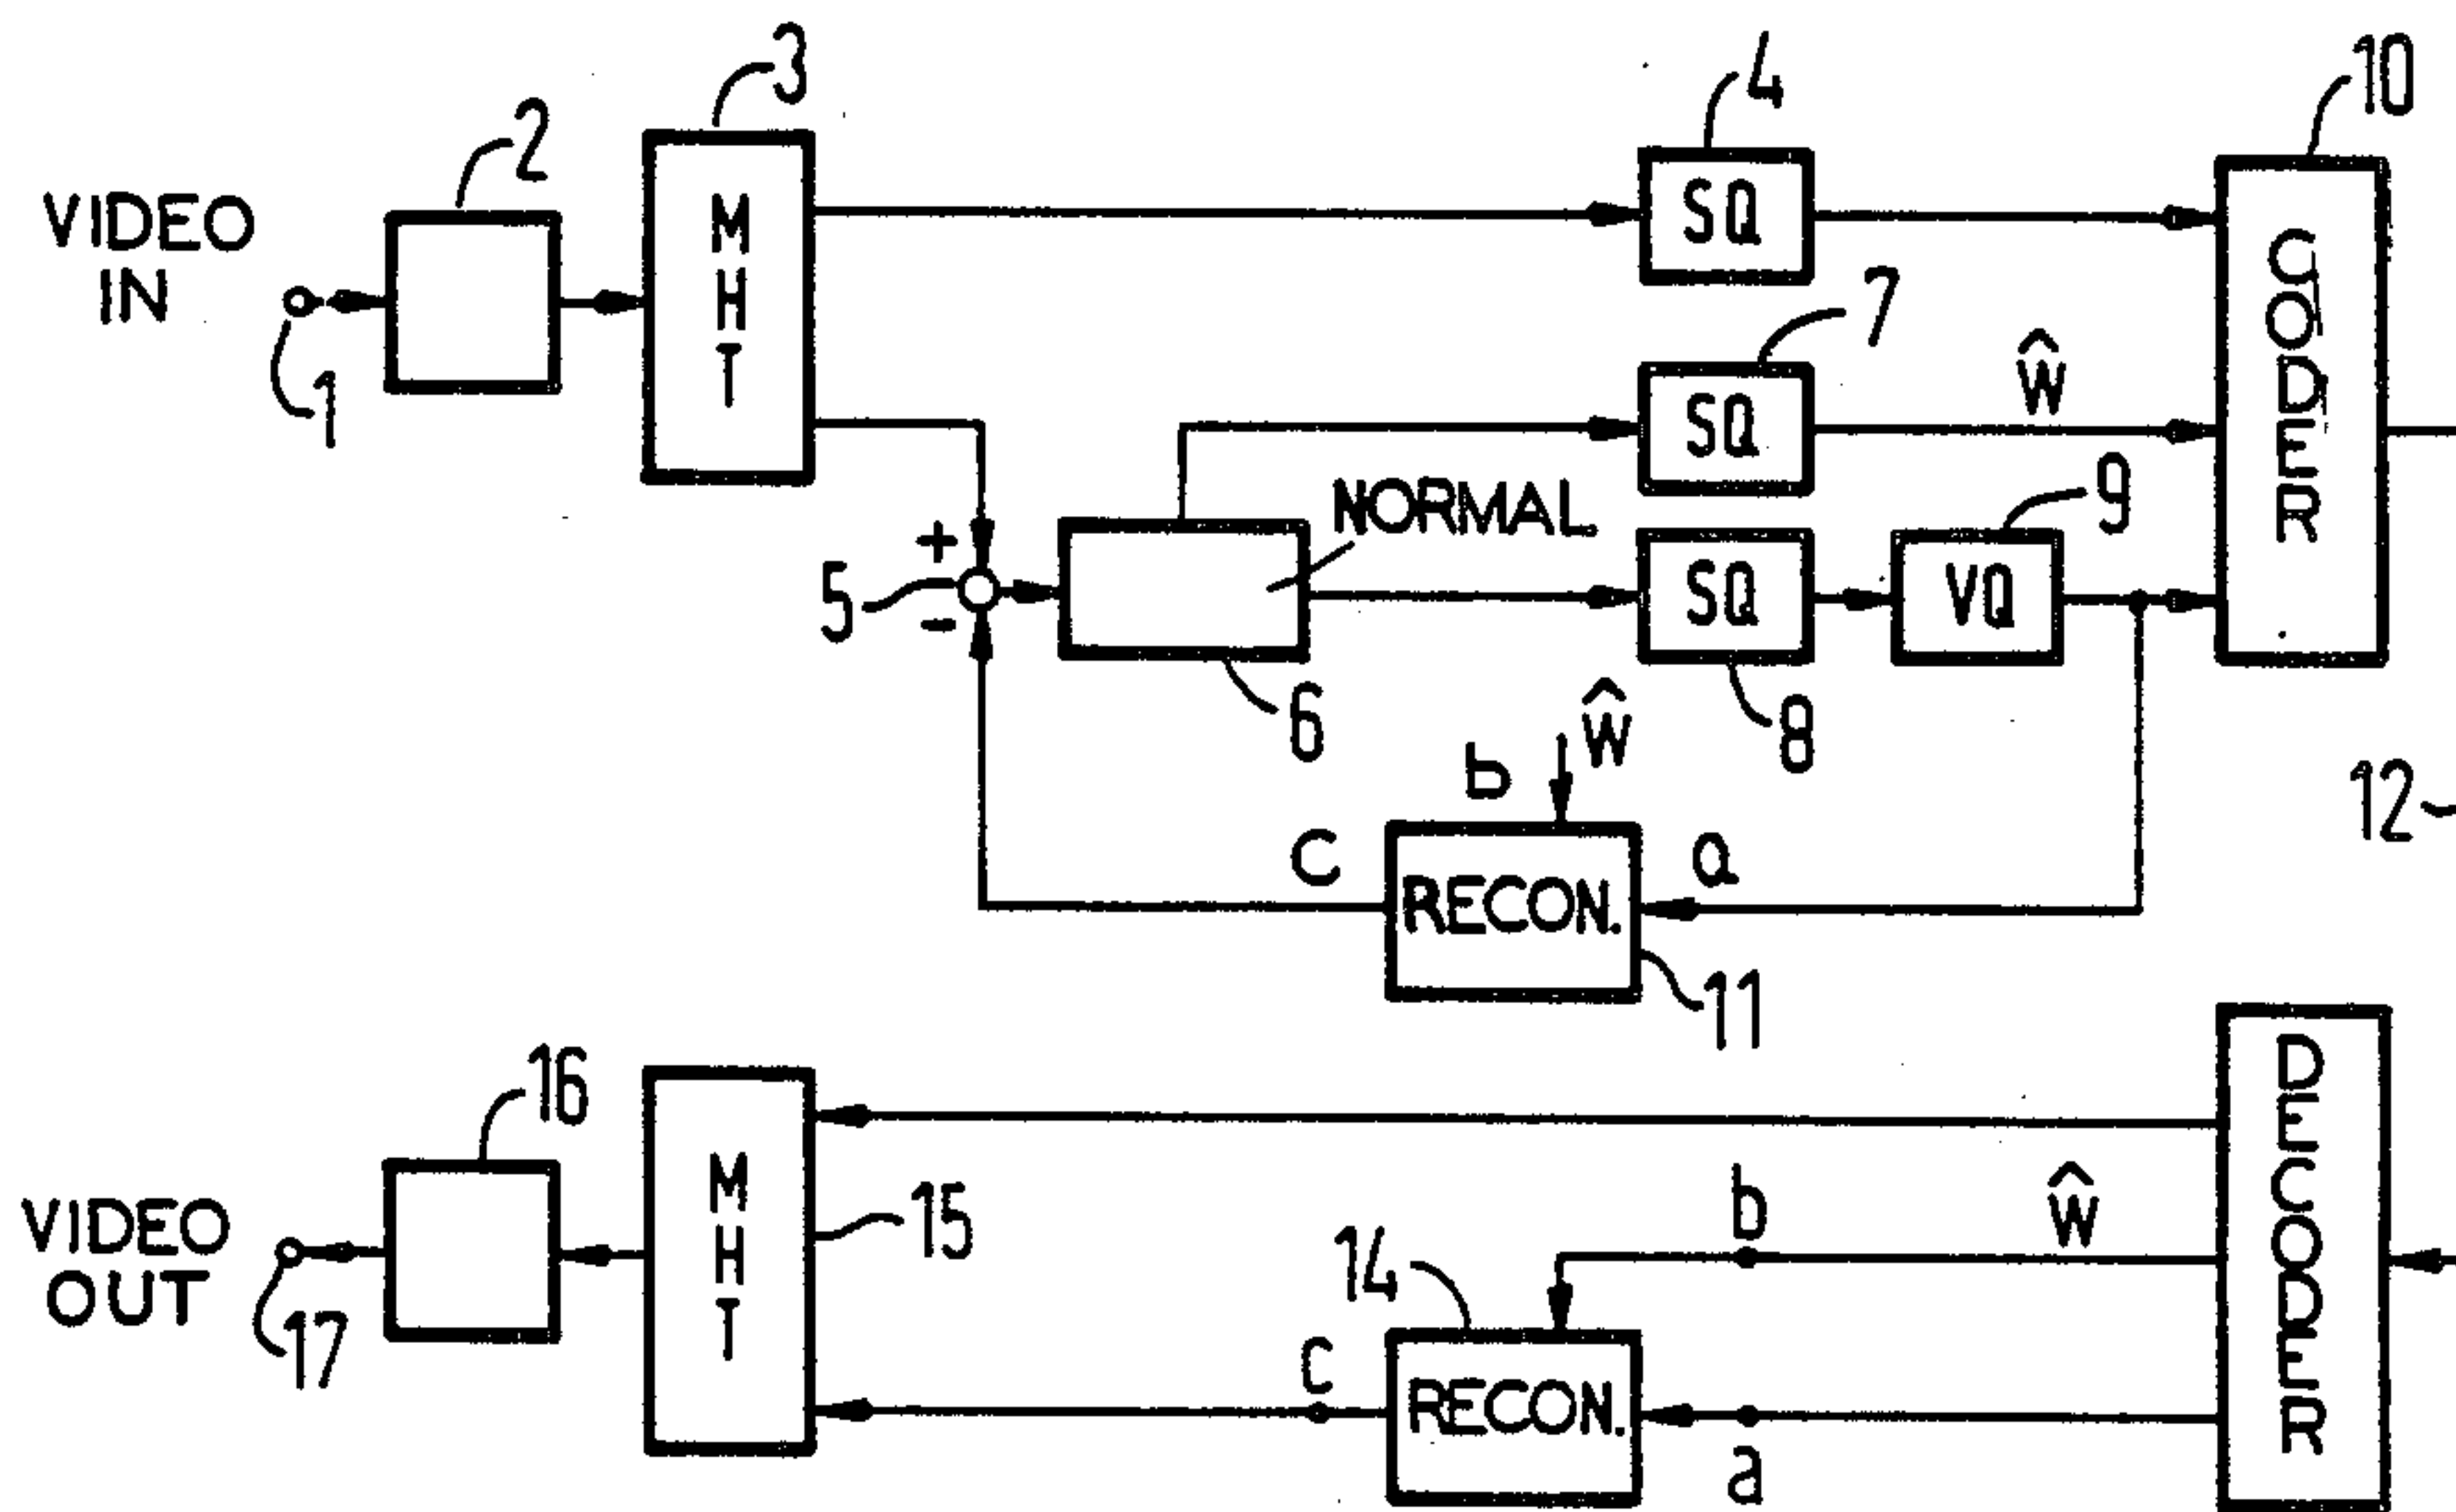 3
4
10
2
VIDEO
IN
MHT
SQ
CODER
7
1
SQ
ŵ
9
NORMAL
+
5
-
SQ
VQ
6
8
ŵ
b
12
C
RECON.
a
11
16
MHT
DECODER
15
b
ŵ
VIDEO
OUT
17
14
c
RECON.
a